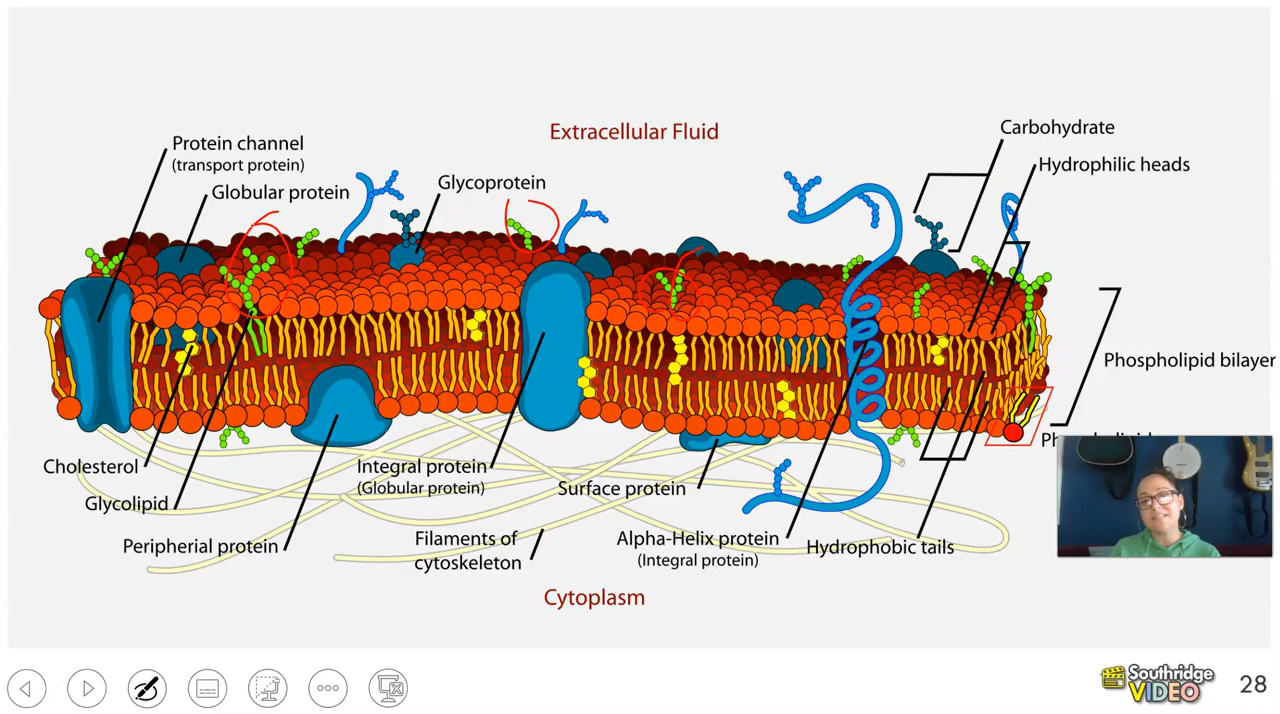 Extracellular Fluid
Carbohydrate
Hydrophilic heads
Protein channel
(transport protein)
Globular protein
Glycoprotein
Phospholipid bilayer
Cholesterol
Glycolipid
Peripherial protein
Integral protein
(Globular protein)
Filaments of
cytoskeleton
Surface protein
Alpha-Helix protein
(Integral protein)
Hydrophobic tails
Cytoplasm
Southridge
VIDEO
28